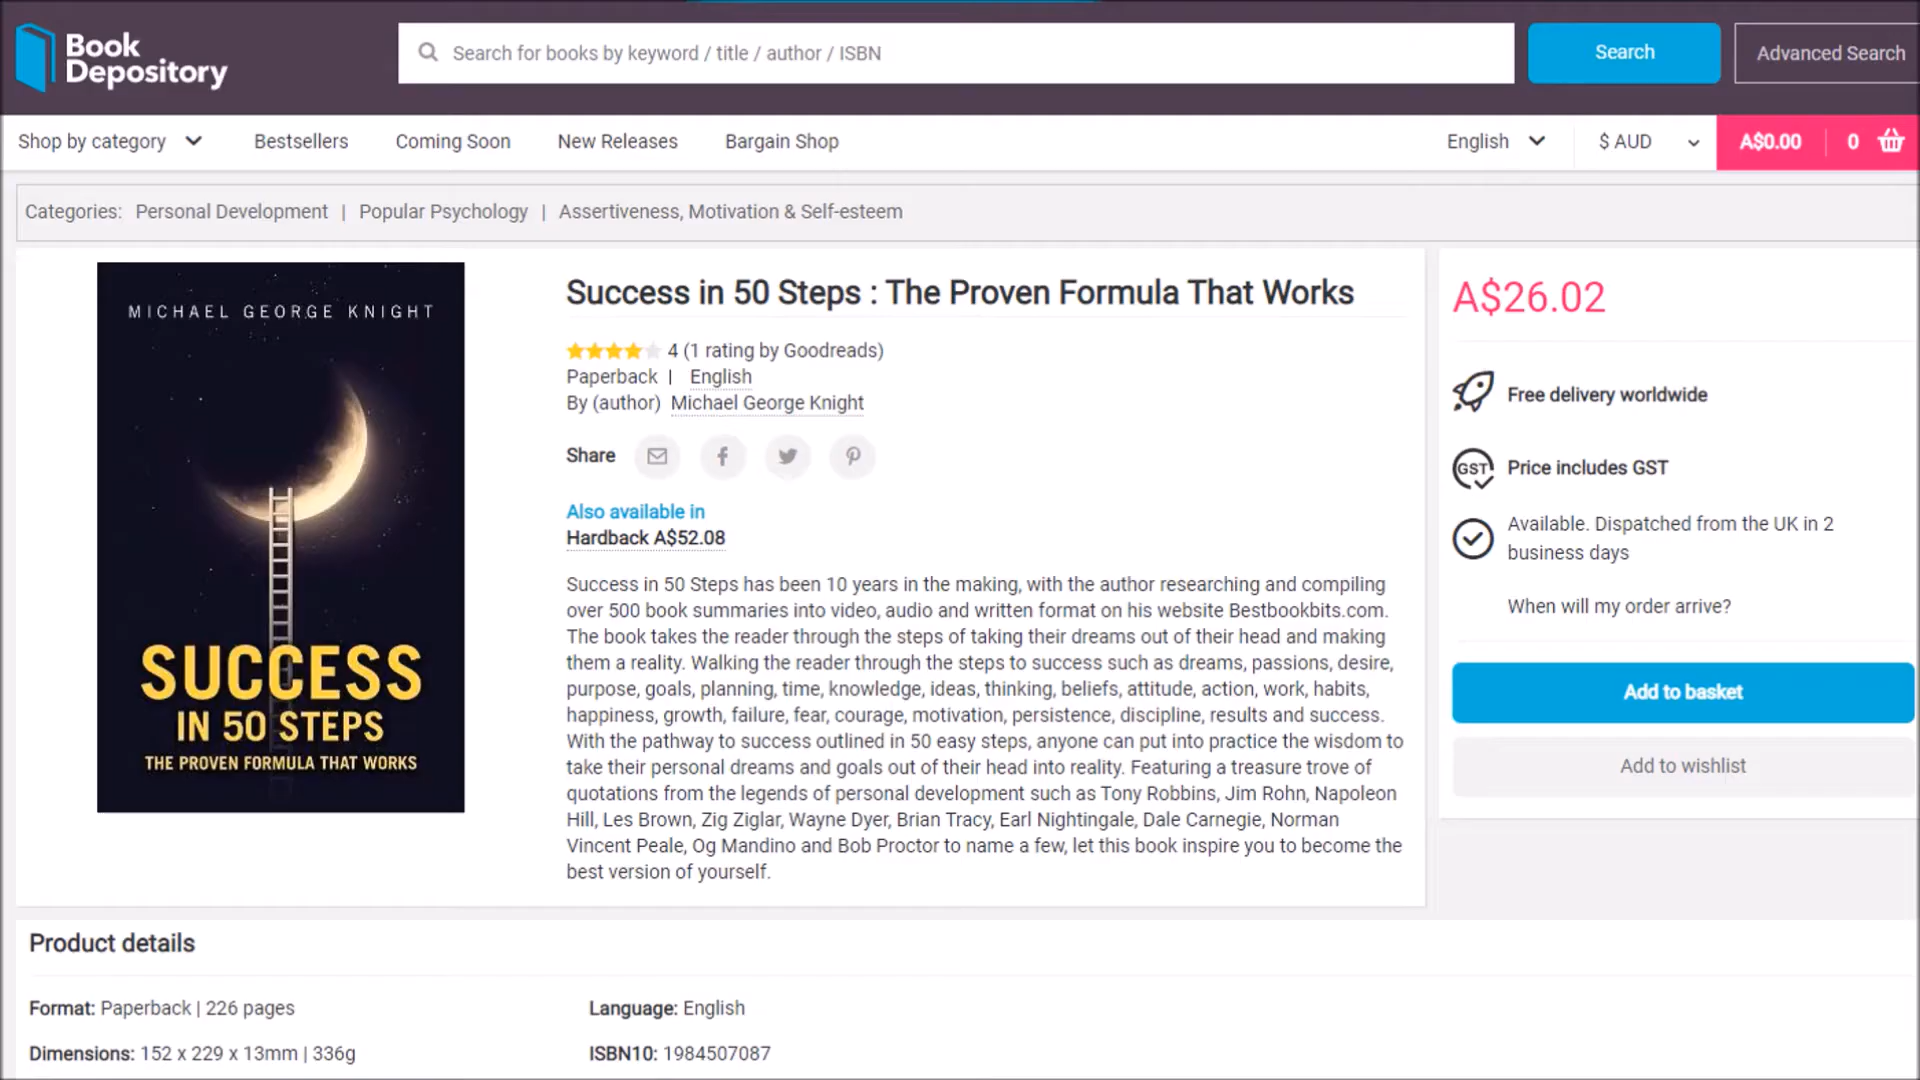 Book
Depository
Search for books by keyword / title / author / ISBN
Search
Advanced Search
Shop by category
Bestsellers
Coming Soon
New Releases
Bargain Shop
English
$ AUD
A$0.00
0
Categories: Personal Development | Popular Psychology | Assertiveness, Motivation & Self-esteem
MICHAEL GEORGE KNIGHT
SUCCESS
IN 50 STEPS
THE PROVEN FORMULA THAT WORKS
Success in 50 Steps : The Proven Formula That Works
4 (1 rating by Goodreads)
Paperback | English
By (author) Michael George Knight
Share
Also available in
Hardback A$52.08
Success in 50 Steps has been 10 years in the making, with the author researching and compiling
over 500 book summaries into video, audio and written format on his website Bestbookbits.com.
The book takes the reader through the steps of taking their dreams out of their head and making
them a reality. Walking the reader through the steps to success such as dreams, passions, desire,
purpose, goals, planning, time, knowledge, ideas, thinking, beliefs, attitude, action, work, habits,
happiness, growth, failure, fear, courage, motivation, persistence, discipline, results and success.
With the pathway to success outlined in 50 easy steps, anyone can put into practice the wisdom to
take their personal dreams and goals out of their head into reality. Featuring a treasure trove of
quotations from the legends of personal development such as Tony Robbins, Jim Rohn, Napoleon
Hill, Les Brown, Zig Ziglar, Wayne Dyer, Brian Tracy, Earl Nightingale, Dale Carnegie, Norman
Vincent Peale, Og Mandino and Bob Proctor to name a few, let this book inspire you to become the
best version of yourself.
A$26.02
Free delivery worldwide
GST
Price includes GST
Available. Dispatched from the UK in 2
business days
When will my order arrive?
Add to basket
Add to wishlist
Product details
Format: Paperback | 226 pages
Language: English
Dimensions: 152 x 229 x 13mm | 336g
ISBN10: 1984507087